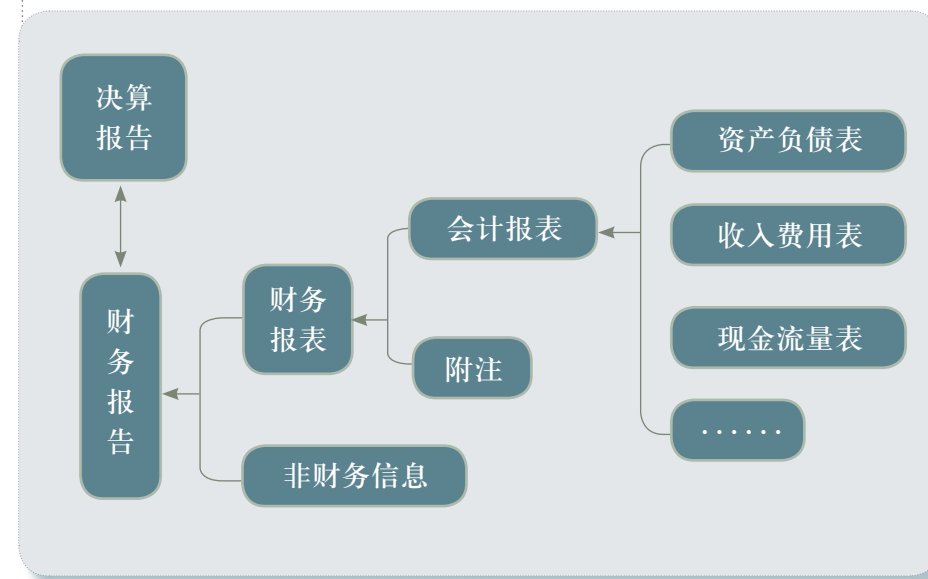 决算
报告
资产负债表
会计报表
收入费用表
财务
报表
财
务
报
告
现金流量表
附注
······
非财务信息